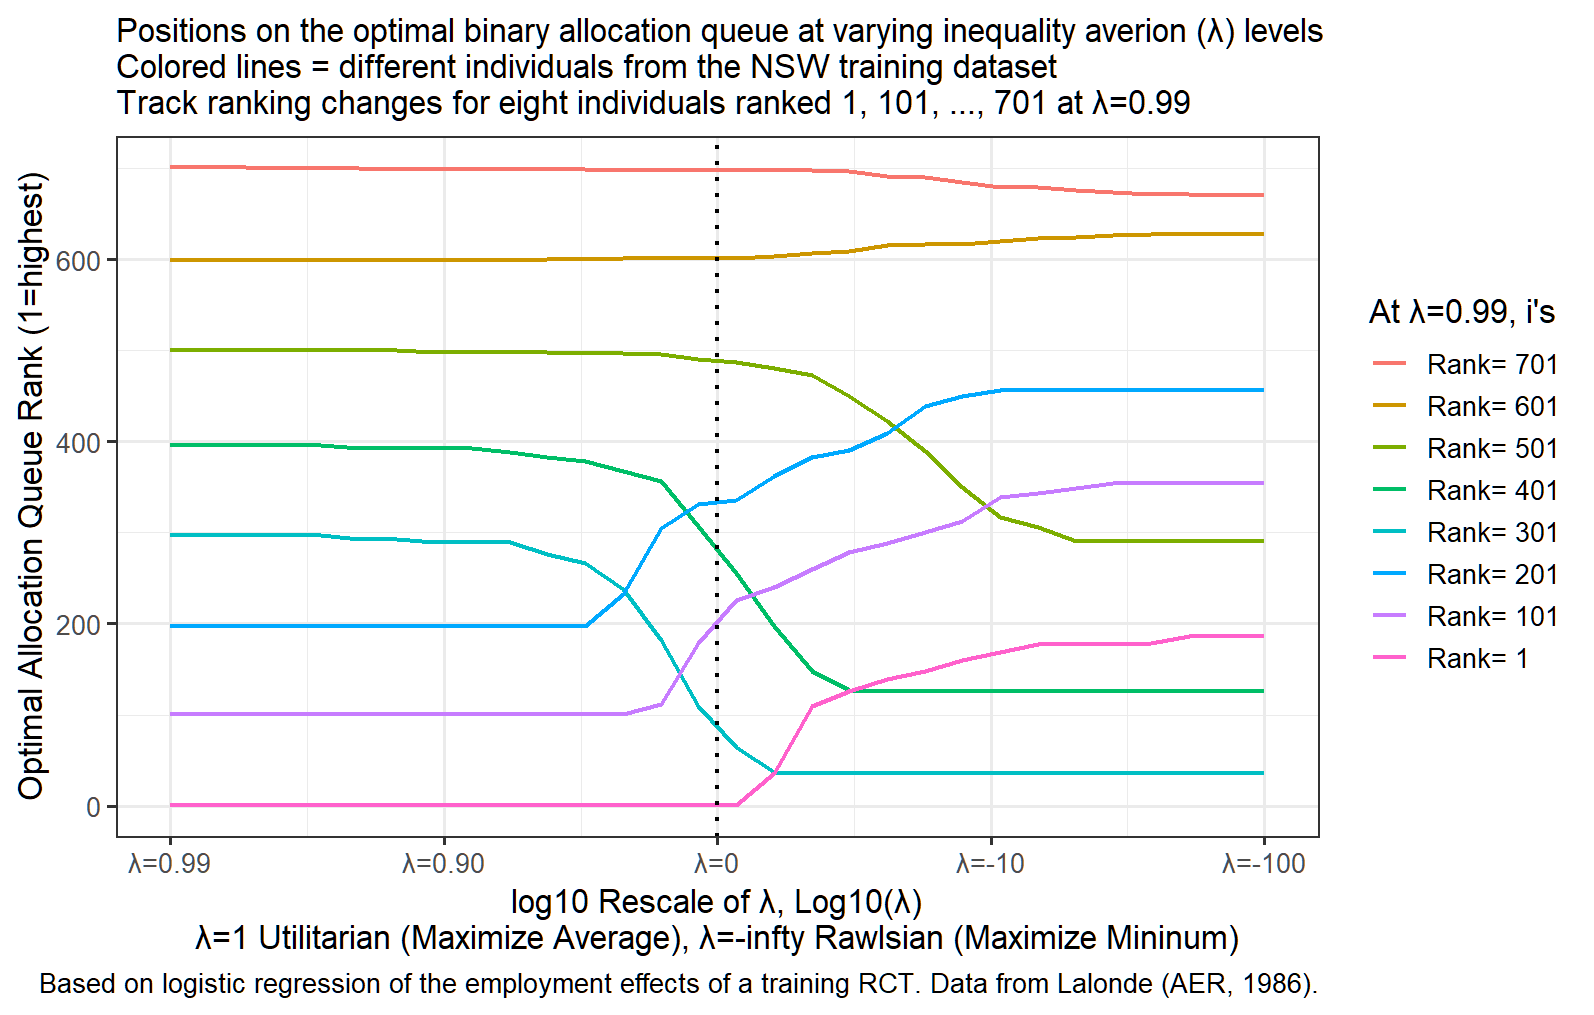 Positions on the optimal binary allocation queue at varying inequality averion (λ) levels
Colored lines = different individuals from the NSW training dataset
Track ranking changes for eight individuals ranked 1, 101, ..., 701 at λ=0.99
Optimal Allocation Queue Rank (1=highest)
600
400
200
0
λ=0.99
λ=0.90
λ=0
λ=-10
λ=-100
log10 Rescale of λ, Log10(λ)
λ=1 Utilitarian (Maximize Average), λ=-infty Rawlsian (Maximize Mininum)
Based on logistic regression of the employment effects of a training RCT. Data from Lalonde (AER, 1986).
At λ=0.99, i's
Rank= 701
Rank= 601
Rank= 501
Rank= 401
Rank= 301
Rank= 201
Rank= 101
Rank= 1